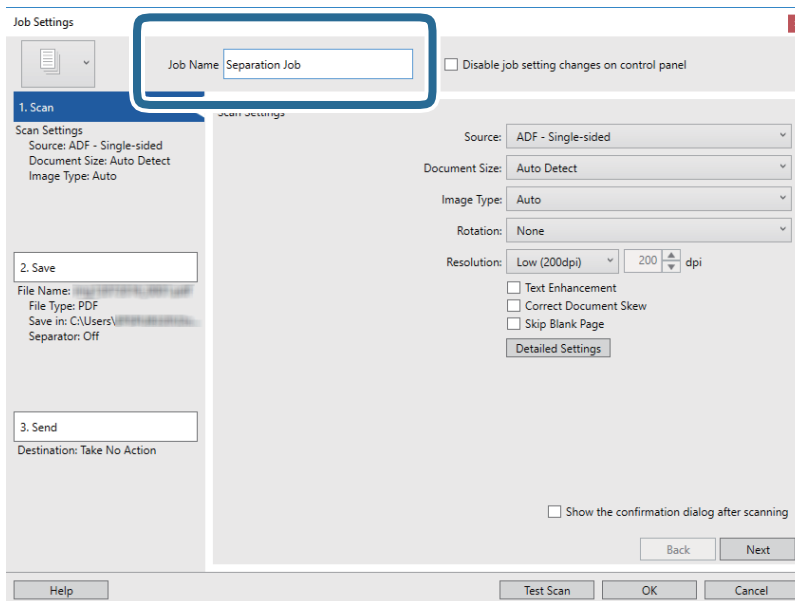 Job Settings
Job Name Separation Job
Disable job setting changes on control panel
1. Scan
Scan Settings
Source: ADF - Single-sided
Document Size: Auto Detect
Image Type: Auto
2. Save
File Name:
File Type: PDF
Save in: C:\Users\
Separator: Off
3. Send
Destination: Take No Action
Scan Settings
Source: ADF - Single-sided
Document Size: Auto Detect
Image Type: Auto
Rotation: None
Resolution: Low (200dpi) 200 dpi
Text Enhancement
Correct Document Skew
Skip Blank Page
Detailed Settings
Show the confirmation dialog after scanning
Back Next
Help Test Scan OK Cancel